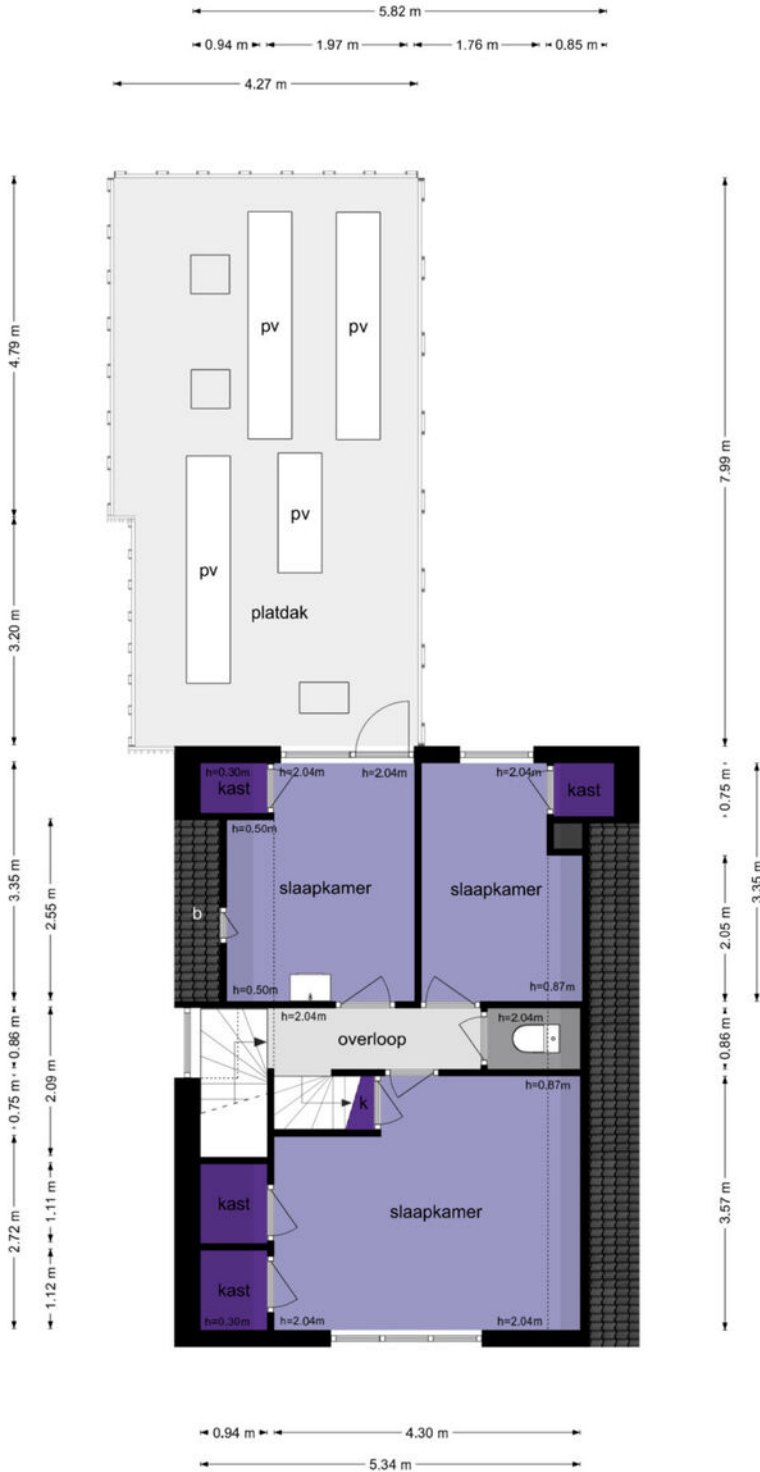 5.82 m
0.94 m
1.97 m
1.76 m
0.85 m
4.27 m
4.79 m
3.20 m
7.99 m
pv
pv
pv
pv
platdak
h=0.30m
h=2.04m
h=2.04m
h=2.04m
kast
kast
h=0.50m
slaapkamer
slaapkamer
b
h=0.50m
h=0.87m
3.35 m
2.55 m
0.75 m
2.05 m
3.35 m
h=2.04m
h=2.04m
overloop
k
h=0.87m
0.86 m
0.75 m
2.09 m
0.86 m
kast
slaapkamer
kast
h=0.30m
h=2.04m
h=2.04m
2.72 m
1.11 m
1.12 m
3.57 m
0.94 m
4.30 m
5.34 m